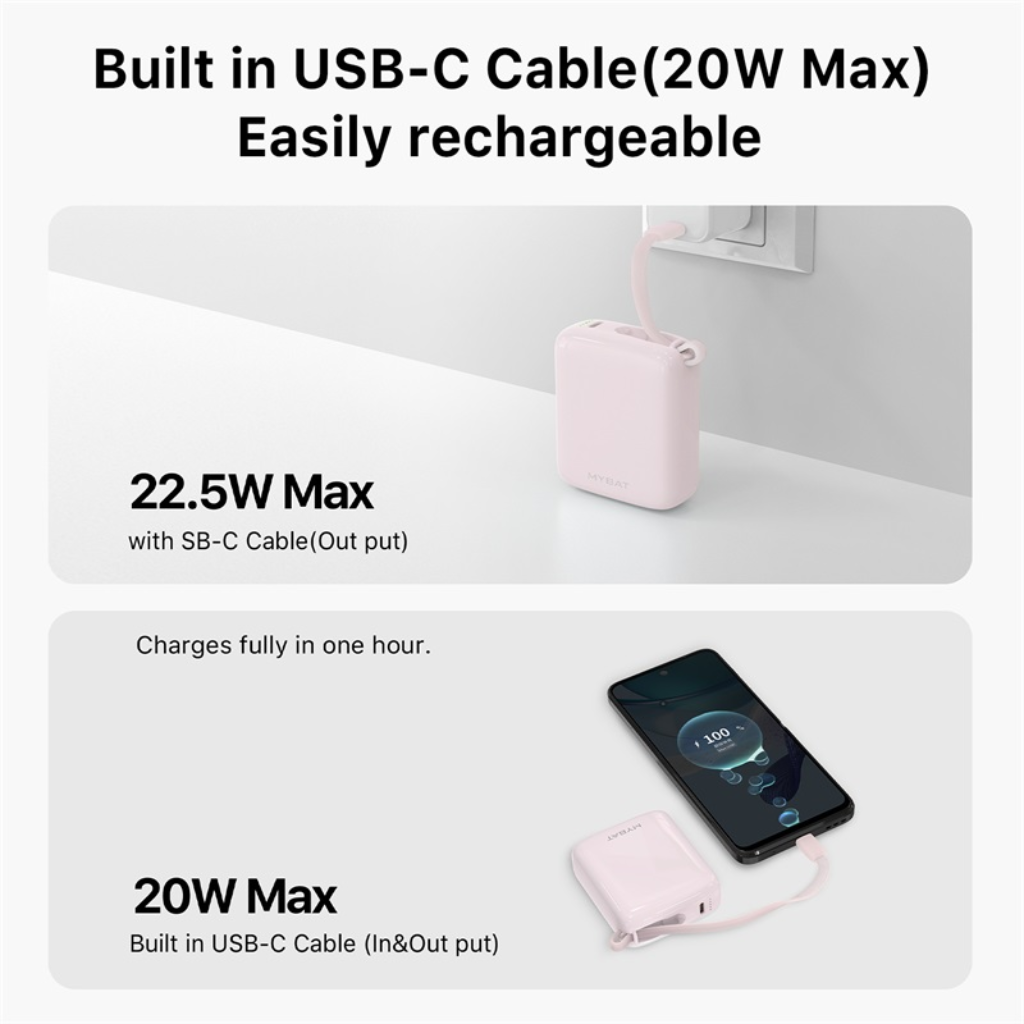 Built in USB-C Cable(20W Max)
Easily rechargeable
MYBAT
22.5W Max
with SB-C Cable(Out put)
Charges fully in one hour.
100
MYBAT
20W Max
Built in USB-C Cable (In&Out put)